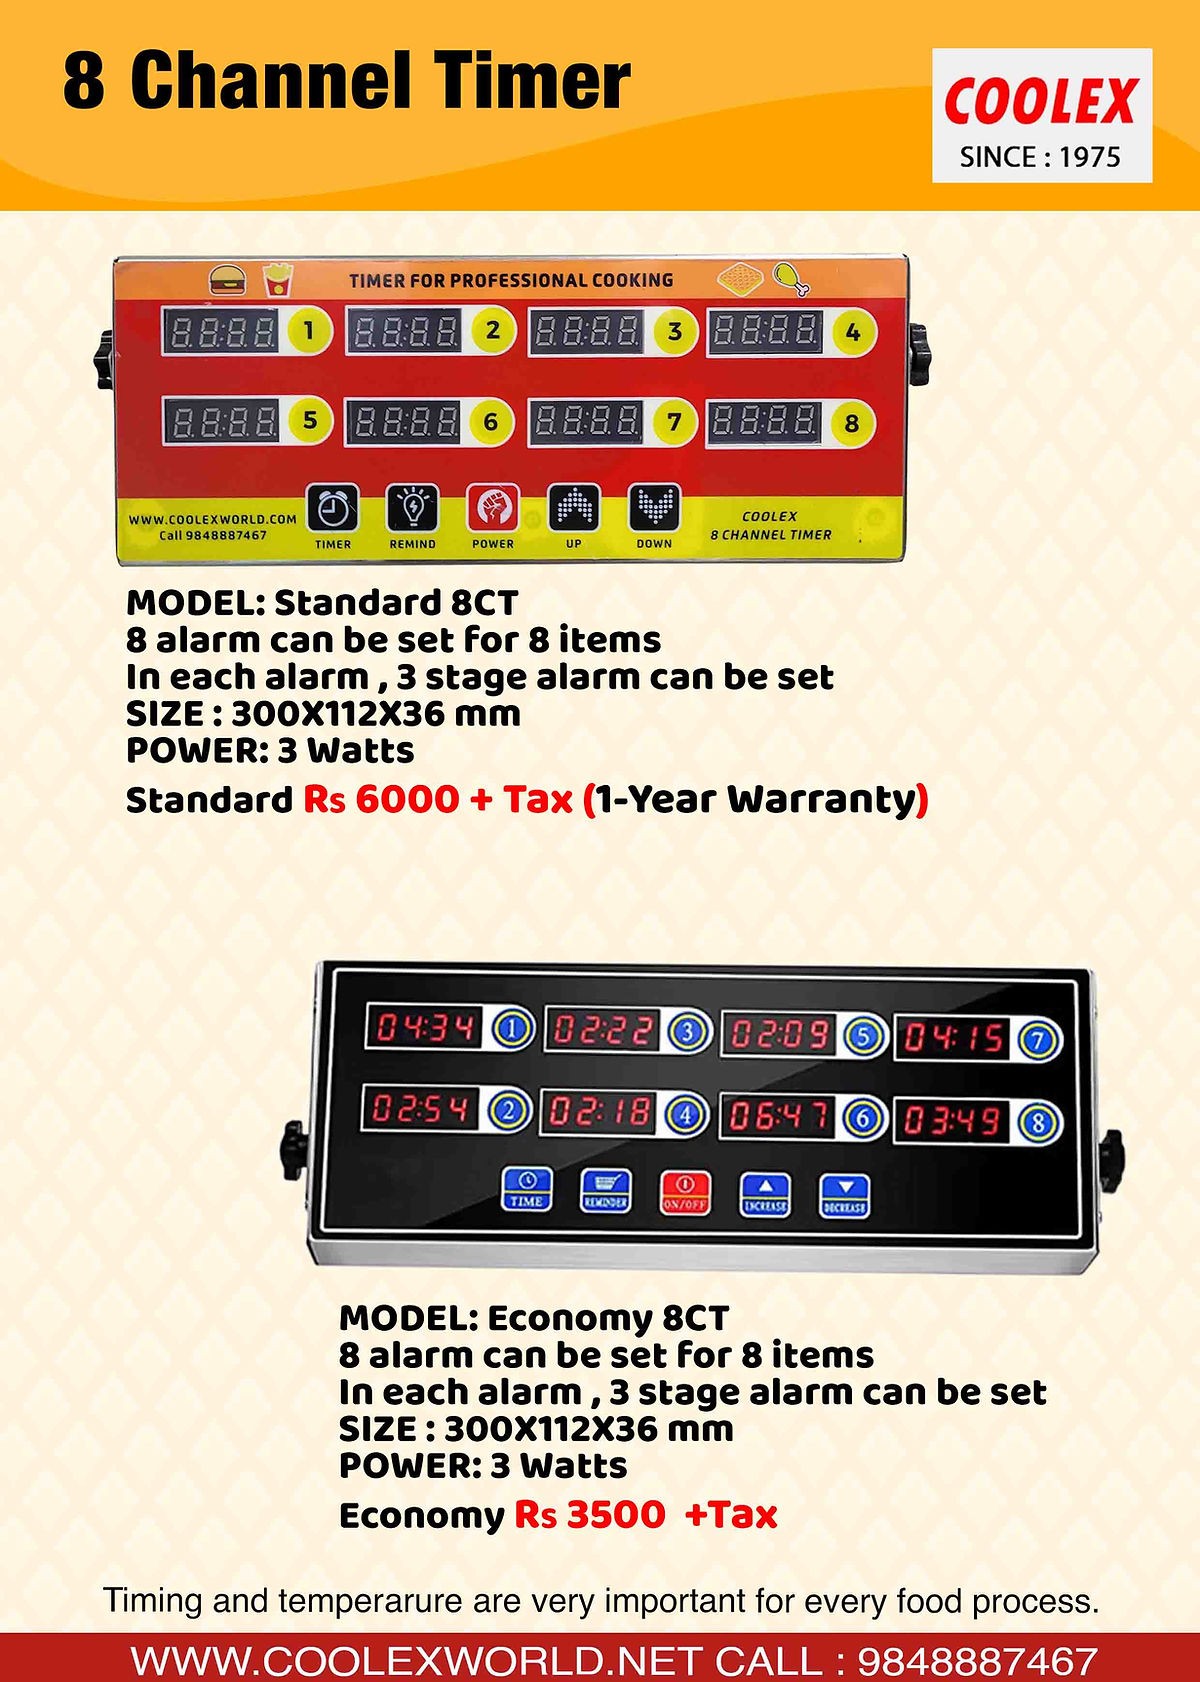 8 Channel Timer
COOLEX
SINCE : 1975
TIMER FOR PROFESSIONAL COOKING
1 2 3 4
5 6 7 8
WWW.COOLEXWORLD.COM
Call 9848887467
TIMER REMIND POWER UP DOWN
COOLEX
8 CHANNEL TIMER
MODEL: Standard 8CT
8 alarm can be set for 8 items
In each alarm , 3 stage alarm can be set
SIZE : 300X112X36 mm
POWER: 3 Watts
Standard Rs 6000 + Tax (1-Year Warranty)
04:34 1 02:22 3 02:09 5 04:15 7
02:54 2 02:18 4 06:47 6 03:49 8
TIME REMINDER ON/OFF INCREASE DECREASE
MODEL: Economy 8CT
8 alarm can be set for 8 items
In each alarm , 3 stage alarm can be set
SIZE : 300X112X36 mm
POWER: 3 Watts
Economy Rs 3500 +Tax
Timing and temperarure are very important for every food process.
WWW.COOLEXWORLD.NET CALL : 9848887467